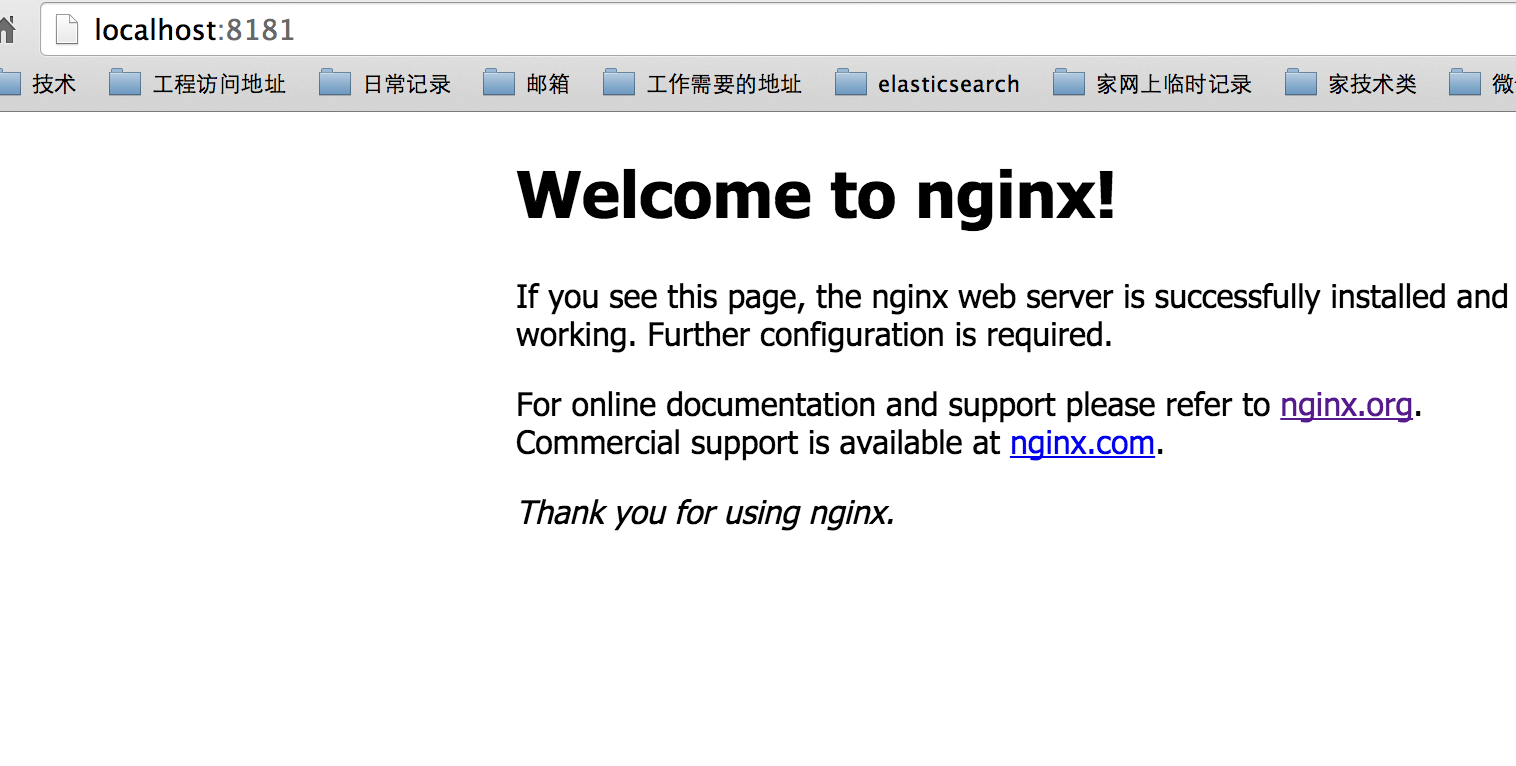 localhost:8181
技术 工程访问地址 日常记录 邮箱 工作需要的地址 elasticsearch 家网上临时记录 家技术类
Welcome to nginx!
If you see this page, the nginx web server is successfully installed and
working. Further configuration is required.
For online documentation and support please refer to nginx.org.
Commercial support is available at nginx.com.
Thank you for using nginx.